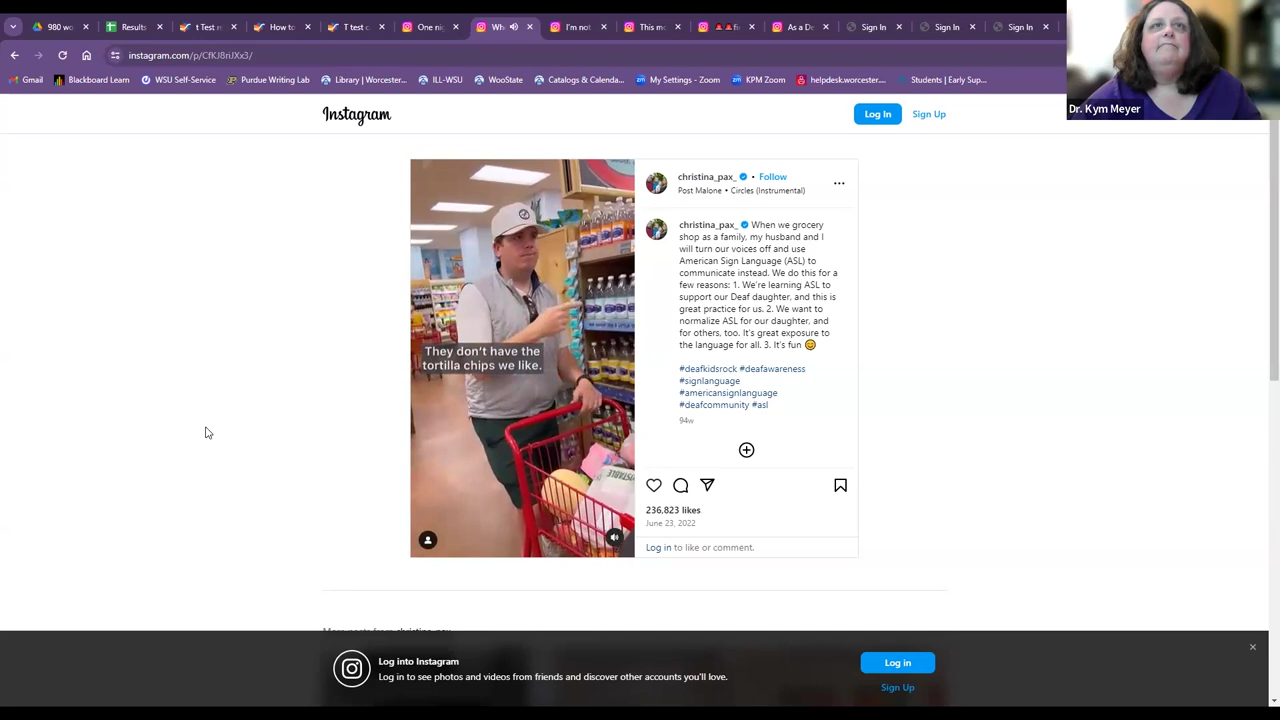 980 wo
Results
t Test r
How to
T test c
One nig
Wh
I'm not
This mo
fi
As a De
Sign In
Sign In
Sign In
instagram.com/p/CfKJ8riJXx3/
Gmail
Blackboard Learn
WSU Self-Service
Purdue Writing Lab
Library | Worcester...
ILL-WSU
WooState
Catalogs & Calenda...
My Settings - Zoom
KPM Zoom
helpdesk.worcester....
Students | Early Sup...
Dr. Kym Meyer
Instagram
Log In
Sign Up
christina_pax_ • Follow
Post Malone • Circles (Instrumental)
christina_pax_ When we grocery
shop as a family, my husband and I
will turn our voices off and use
American Sign Language (ASL) to
communicate instead. We do this for a
few reasons: 1. We're learning ASL to
support our Deaf daughter, and this is
great practice for us. 2. We want to
normalize ASL for our daughter, and
for others, too. It's great exposure to
the language for all. 3. It's fun 😊
#deafkidsrock #deafawareness
#signlanguage
#americansignlanguage
#deafcommunity #asl
94w
They don't have the
tortilla chips we like.
236,823 likes
June 23, 2022
Log in to like or comment.
More posts from christina_pax_
Log into Instagram
Log in to see photos and videos from friends and discover other accounts you'll love.
Log in
Sign Up